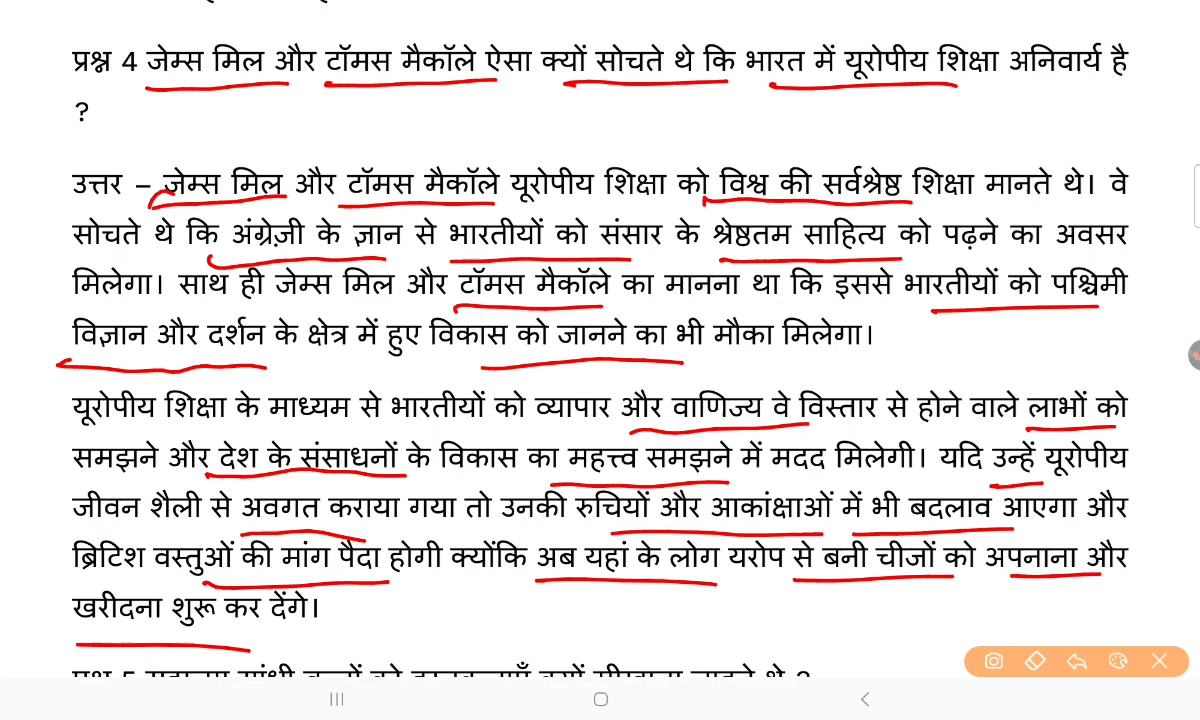 प्रश्न 4 जेम्स मिल और टॉमस मैकॉले ऐसा क्यों सोचते थे कि भारत में यूरोपीय शिक्षा अनिवार्य है
?
उत्तर – जेम्स मिल और टॉमस मैकॉले यूरोपीय शिक्षा को विश्व की सर्वश्रेष्ठ शिक्षा मानते थे। वे
सोचते थे कि अंग्रेज़ी के ज्ञान से भारतीयों को संसार के श्रेष्ठतम साहित्य को पढ़ने का अवसर
मिलेगा। साथ ही जेम्स मिल और टॉमस मैकॉले का मानना था कि इससे भारतीयों को पश्चिमी
विज्ञान और दर्शन के क्षेत्र में हुए विकास को जानने का भी मौका मिलेगा।
यूरोपीय शिक्षा के माध्यम से भारतीयों को व्यापार और वाणिज्य वे विस्तार से होने वाले लाभों को
समझने और देश के संसाधनों के विकास का महत्त्व समझने में मदद मिलेगी। यदि उन्हें यूरोपीय
जीवन शैली से अवगत कराया गया तो उनकी रुचियों और आकांक्षाओं में भी बदलाव आएगा और
ब्रिटिश वस्तुओं की मांग पैदा होगी क्योंकि अब यहां के लोग यरोप से बनी चीजों को अपनाना और
खरीदना शुरू कर देंगे।